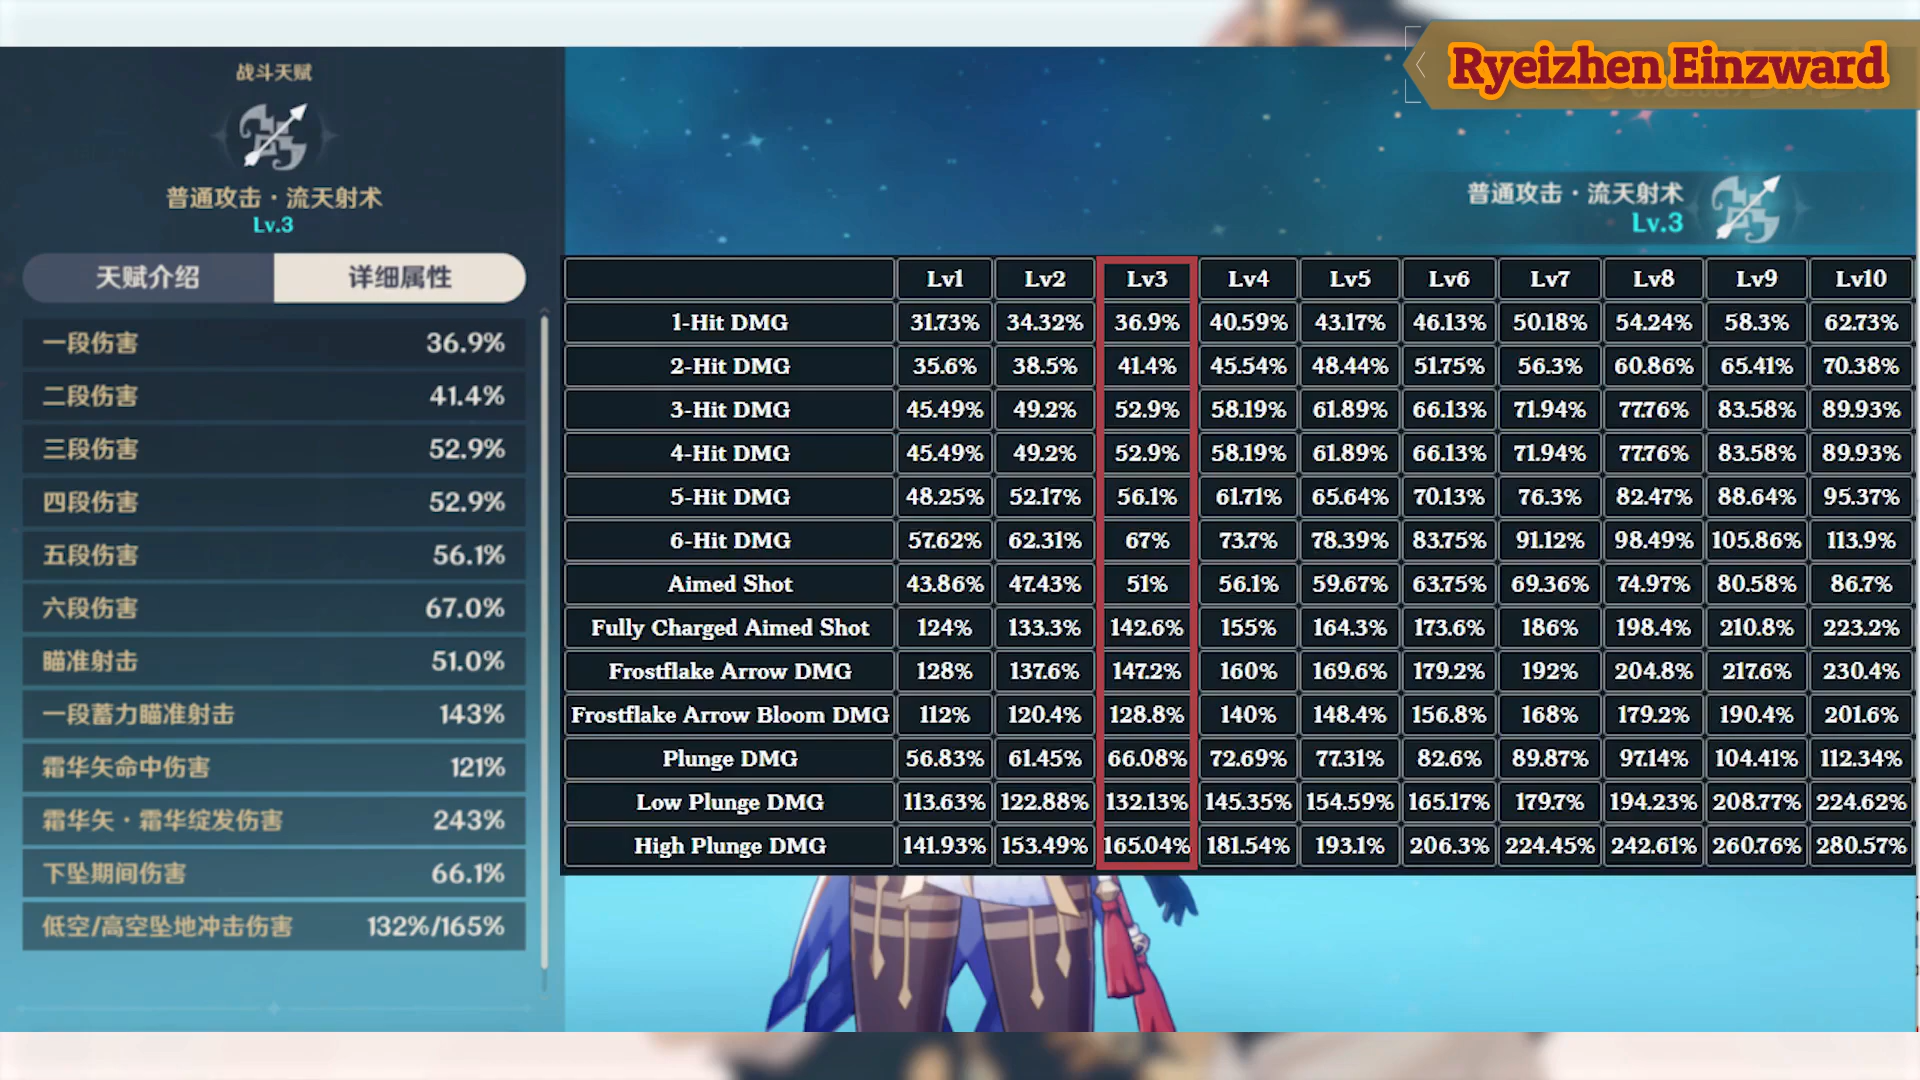 Ryeizhen Einzward
战斗天赋
普通攻击·流天射术
Lv.3
天赋介绍 详细属性
一段伤害 36.9%
二段伤害 41.4%
三段伤害 52.9%
四段伤害 52.9%
五段伤害 56.1%
六段伤害 67.0%
瞄准射击 51.0%
一段蓄力瞄准射击 143%
霜华矢命中伤害 121%
霜华矢·霜华绽发伤害 243%
下坠期间伤害 66.1%
低空/高空坠地冲击伤害 132%/165%
普通攻击·流天射术
Lv.3
Lv1 Lv2 Lv3 Lv4 Lv5 Lv6 Lv7 Lv8 Lv9 Lv10
1-Hit DMG 31.73% 34.32% 36.9% 40.59% 43.17% 46.13% 50.18% 54.24% 58.3% 62.73%
2-Hit DMG 35.6% 38.5% 41.4% 45.54% 48.44% 51.75% 56.3% 60.86% 65.41% 70.38%
3-Hit DMG 45.49% 49.2% 52.9% 58.19% 61.89% 66.13% 71.94% 77.76% 83.58% 89.93%
4-Hit DMG 45.49% 49.2% 52.9% 58.19% 61.89% 66.13% 71.94% 77.76% 83.58% 89.93%
5-Hit DMG 48.25% 52.17% 56.1% 61.71% 65.64% 70.13% 76.3% 82.47% 88.64% 95.37%
6-Hit DMG 57.62% 62.31% 67% 73.7% 78.39% 83.75% 91.12% 98.49% 105.86% 113.9%
Aimed Shot 43.86% 47.43% 51% 56.1% 59.67% 63.75% 69.36% 74.97% 80.58% 86.7%
Fully Charged Aimed Shot 124% 133.3% 142.6% 155% 164.3% 173.6% 186% 198.4% 210.8% 223.2%
Frostflake Arrow DMG 128% 137.6% 147.2% 160% 169.6% 179.2% 192% 204.8% 217.6% 230.4%
Frostflake Arrow Bloom DMG 112% 120.4% 128.8% 140% 148.4% 156.8% 168% 179.2% 190.4% 201.6%
Plunge DMG 56.83% 61.45% 66.08% 72.69% 77.31% 82.6% 89.87% 97.14% 104.41% 112.34%
Low Plunge DMG 113.63% 122.88% 132.13% 145.35% 154.59% 165.17% 179.7% 194.23% 208.77% 224.62%
High Plunge DMG 141.93% 153.49% 165.04% 181.54% 193.1% 206.3% 224.45% 242.61% 260.76% 280.57%